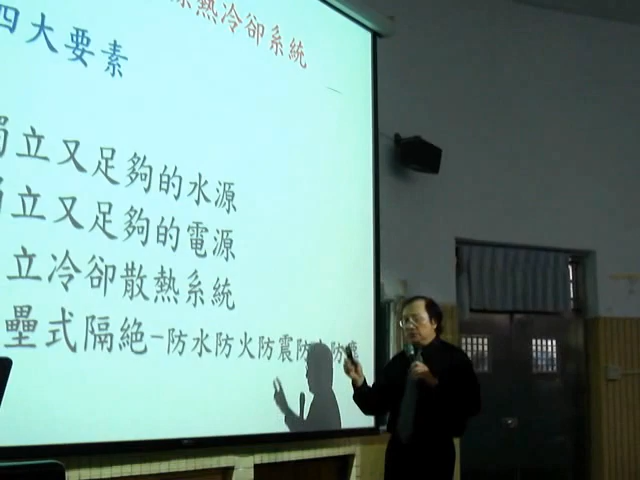 熱冷卻系統
四大要素
獨立又足夠的水源
獨立又足夠的電源
立冷卻散熱系統
壘式隔絕-防水防火防震防